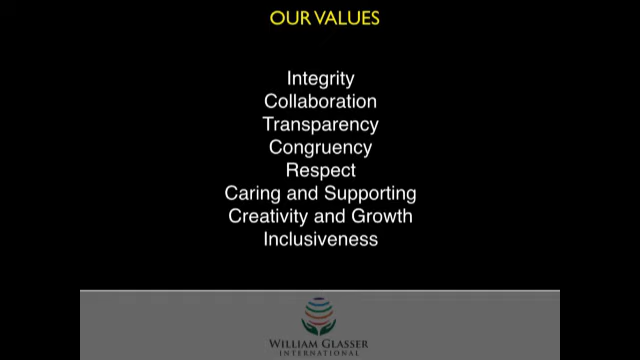 OUR VALUES
Integrity
Collaboration
Transparency
Congruency
Respect
Caring and Supporting
Creativity and Growth
Inclusiveness
WILLIAM GLASSER
INTERNATIONAL